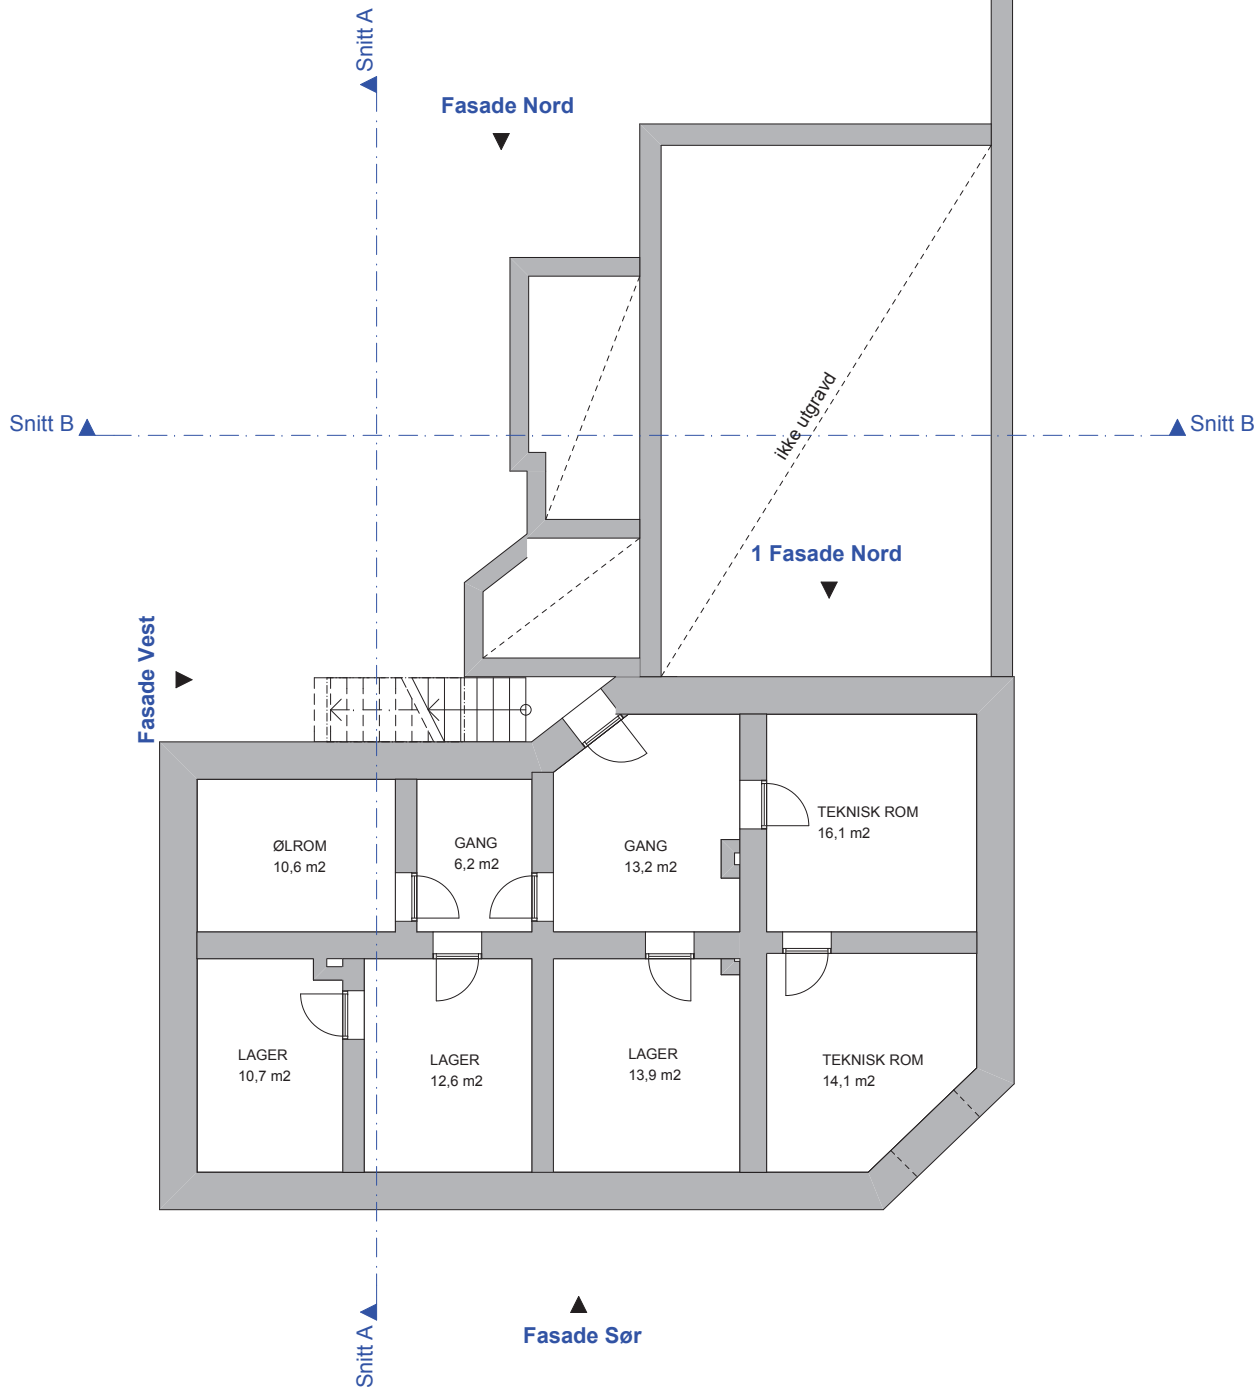 Snitt A
Fasade Nord
ikke utgravd
Snitt B
Snitt B
1 Fasade Nord
Fasade Vest
TEKNISK ROM
16,1 m2
ØLROM
10,6 m2
GANG
6,2 m2
GANG
13,2 m2
LAGER
10,7 m2
LAGER
12,6 m2
LAGER
13,9 m2
TEKNISK ROM
14,1 m2
Snitt A
Fasade Sør